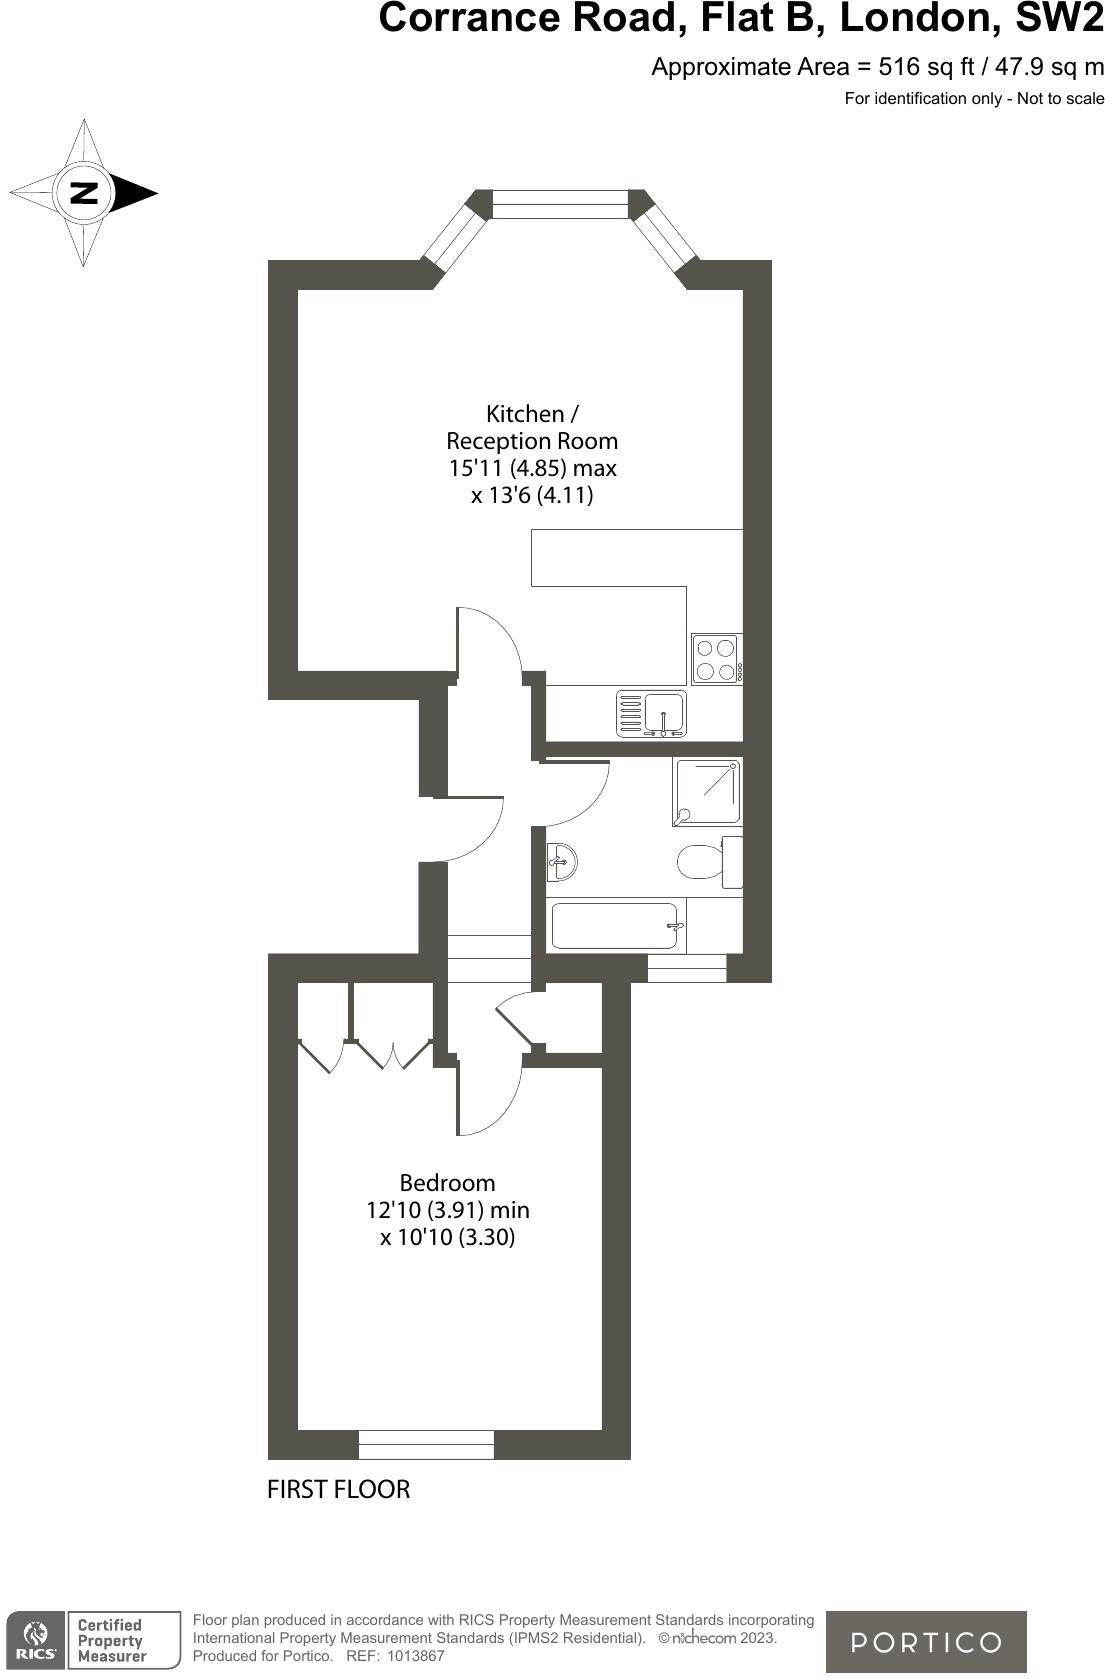 Corrance Road, Flat B, London, SW2
Approximate Area = 516 sq ft / 47.9 sq m
For identification only - Not to scale
N
Kitchen /
Reception Room
15'11 (4.85) max
x 13'6 (4.11)
Bedroom
12'10 (3.91) min
x 10'10 (3.30)
FIRST FLOOR
RICS
Certified
Property
Measurer
Floor plan produced in accordance with RICS Property Measurement Standards incorporating
International Property Measurement Standards (IPMS2 Residential). © nichecom 2023.
Produced for Portico. REF: 1013867
PORTICO